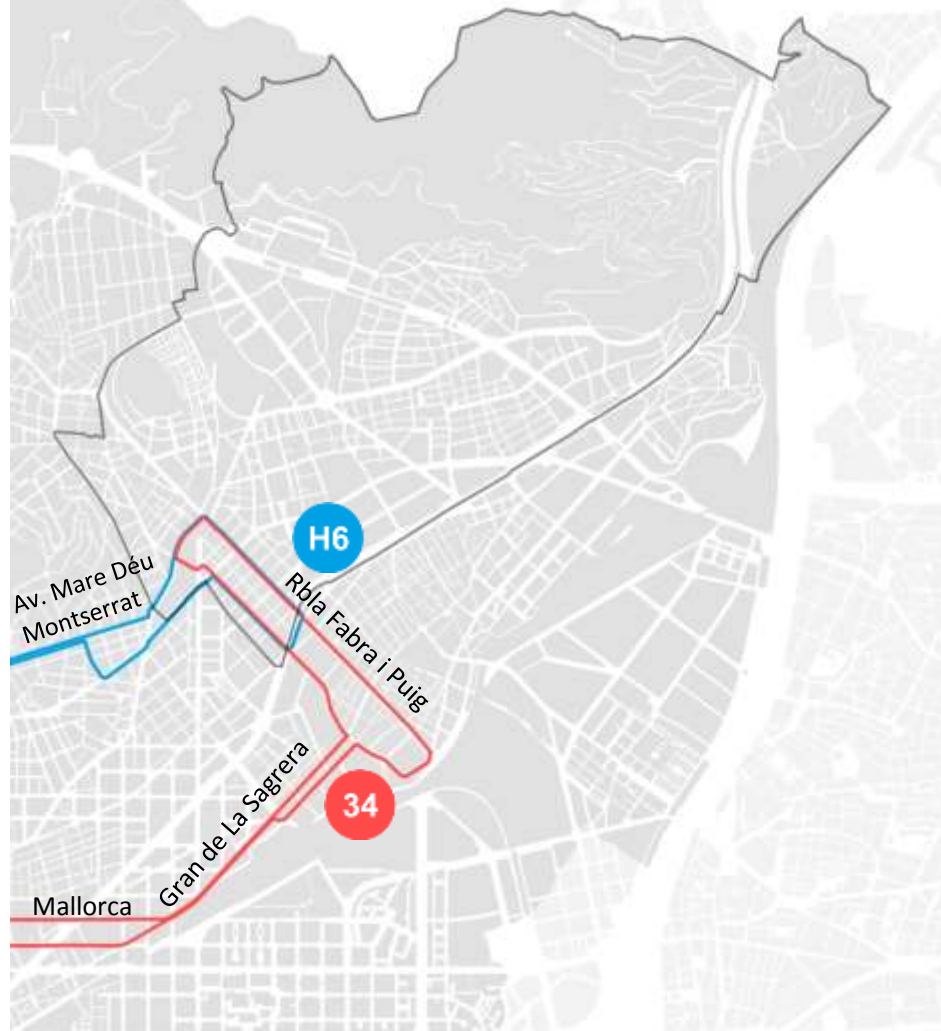 H6
Av. Mare Déu
Montserrat
Rbla Fabra i Puig
Gran de La Sagrera
34
Mallorca